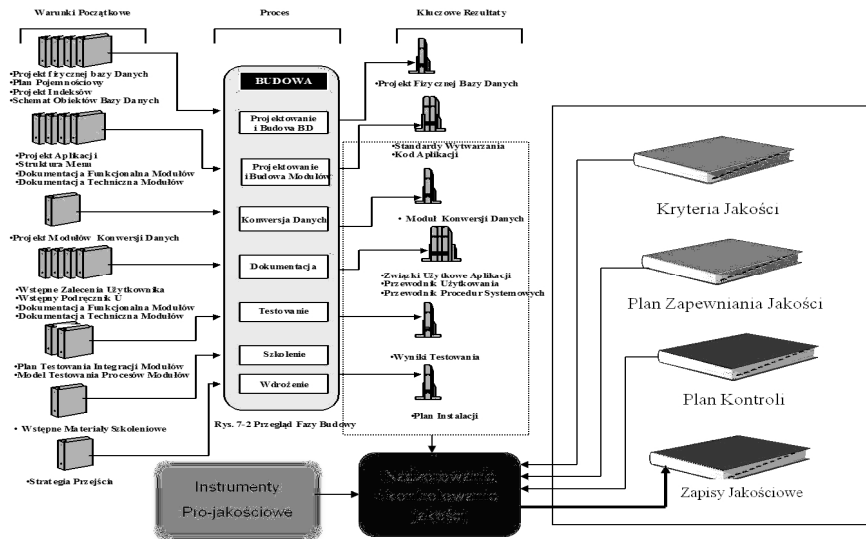 Warunki Początkowe
Proces
Kluczowe Rezultaty
•Projekt fizycznej bazy Danych
•Plan Pojemnościowy
•Projekt Indeksów
•Schemat Obiektów Bazy Danych
•Projekt Aplikacji
•Struktura Menu
•Dokumentacja Funkcjonalna Modułów
•Dokumentacja Techniczna Modułów
•Projekt Modułów Konwersji Danych
•Wstępne Zalecenia Użytkownika
•Wstępny Podręcznik U
•Dokumentacja Funkcjonalna Modułów
•Dokumentacja Techniczna Modułów
•Plan Testowania Integracji Modułów
•Model Testowania Procesów Modułów
• Wstępne Materiały Szkoleniowe
•Strategia Przejścia
BUDOWA
Projektowanie
i Budowa BD
Projektowanie
i Budowa Modułów
Konwersja Danych
Dokumentacja
Testowanie
Szkolenie
Wdrożenie
Rys. 7-2 Przegląd Fazy Budowy
•Projekt Fizycznej Bazy Danych
•Standardy Wytwarzania
•Kod Aplikacji
• Moduł Konwersji Danych
•Związki Użytkowe Aplikacji
•Przewodnik Użytkowania
•Przewodnik Procedur Systemowych
•Wyniki Testowania
•Plan Instalacji
Kryteria Jakości
Plan Zapewniania Jakości
Plan Kontroli
Zapisy Jakościowe
Instrumenty
Pro-jakościowe
jakości